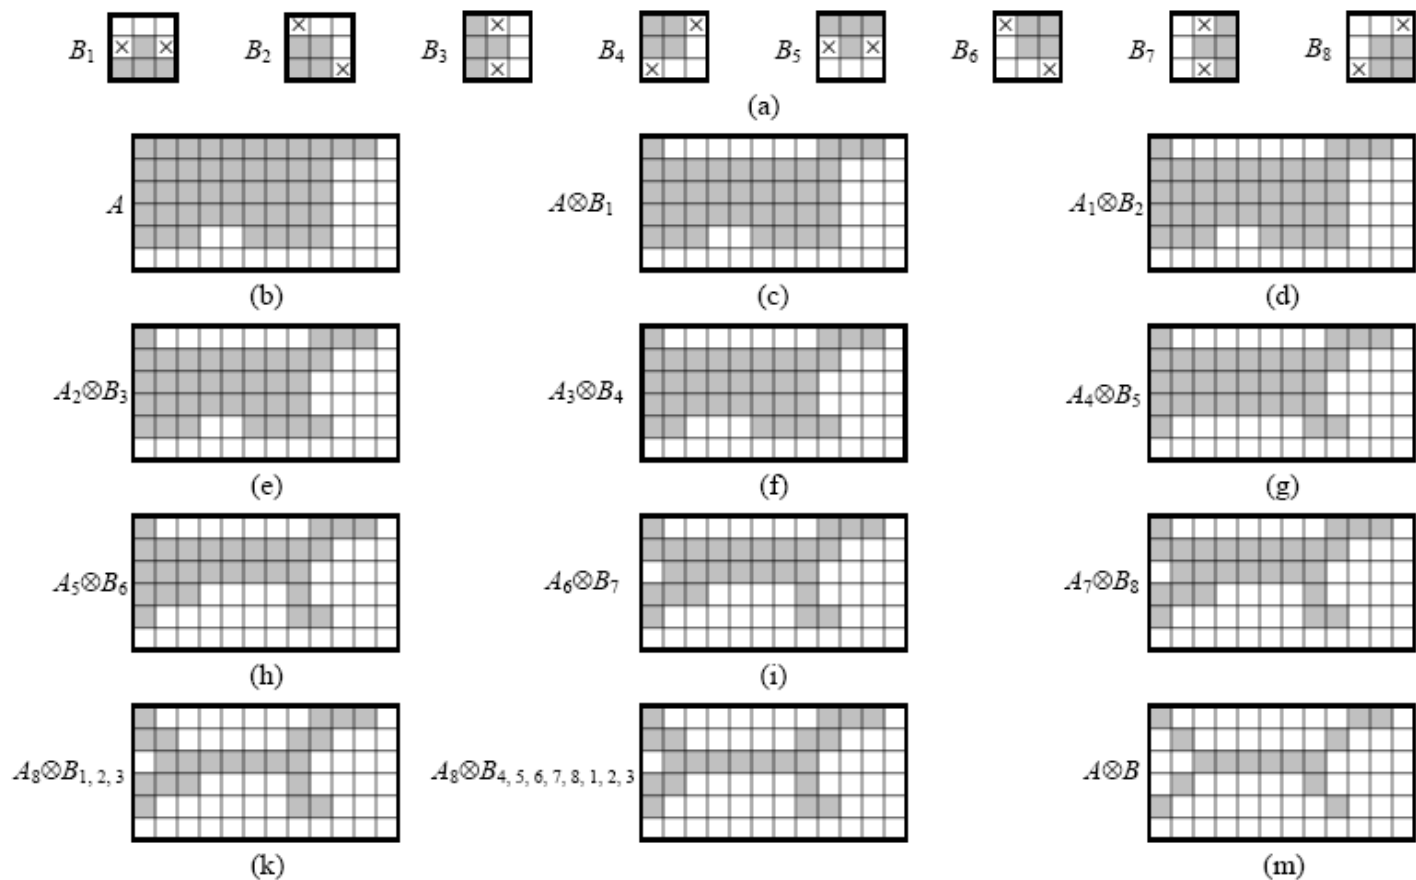 B₁ B₂ B₃ B₄ B₅ B₆ B₇ B₈
(a)
A A⊗B₁ A₁⊗B₂
(b) (c) (d)
A₂⊗B₃ A₃⊗B₄ A₄⊗B₅
(e) (f) (g)
A₅⊗B₆ A₆⊗B₇ A₇⊗B₈
(h) (i)
A₈⊗B₁, ₂, ₃ A₈⊗B₄, ₅, ₆, ₇, ₈, ₁, ₂, ₃ A⊗B
(k) (m)